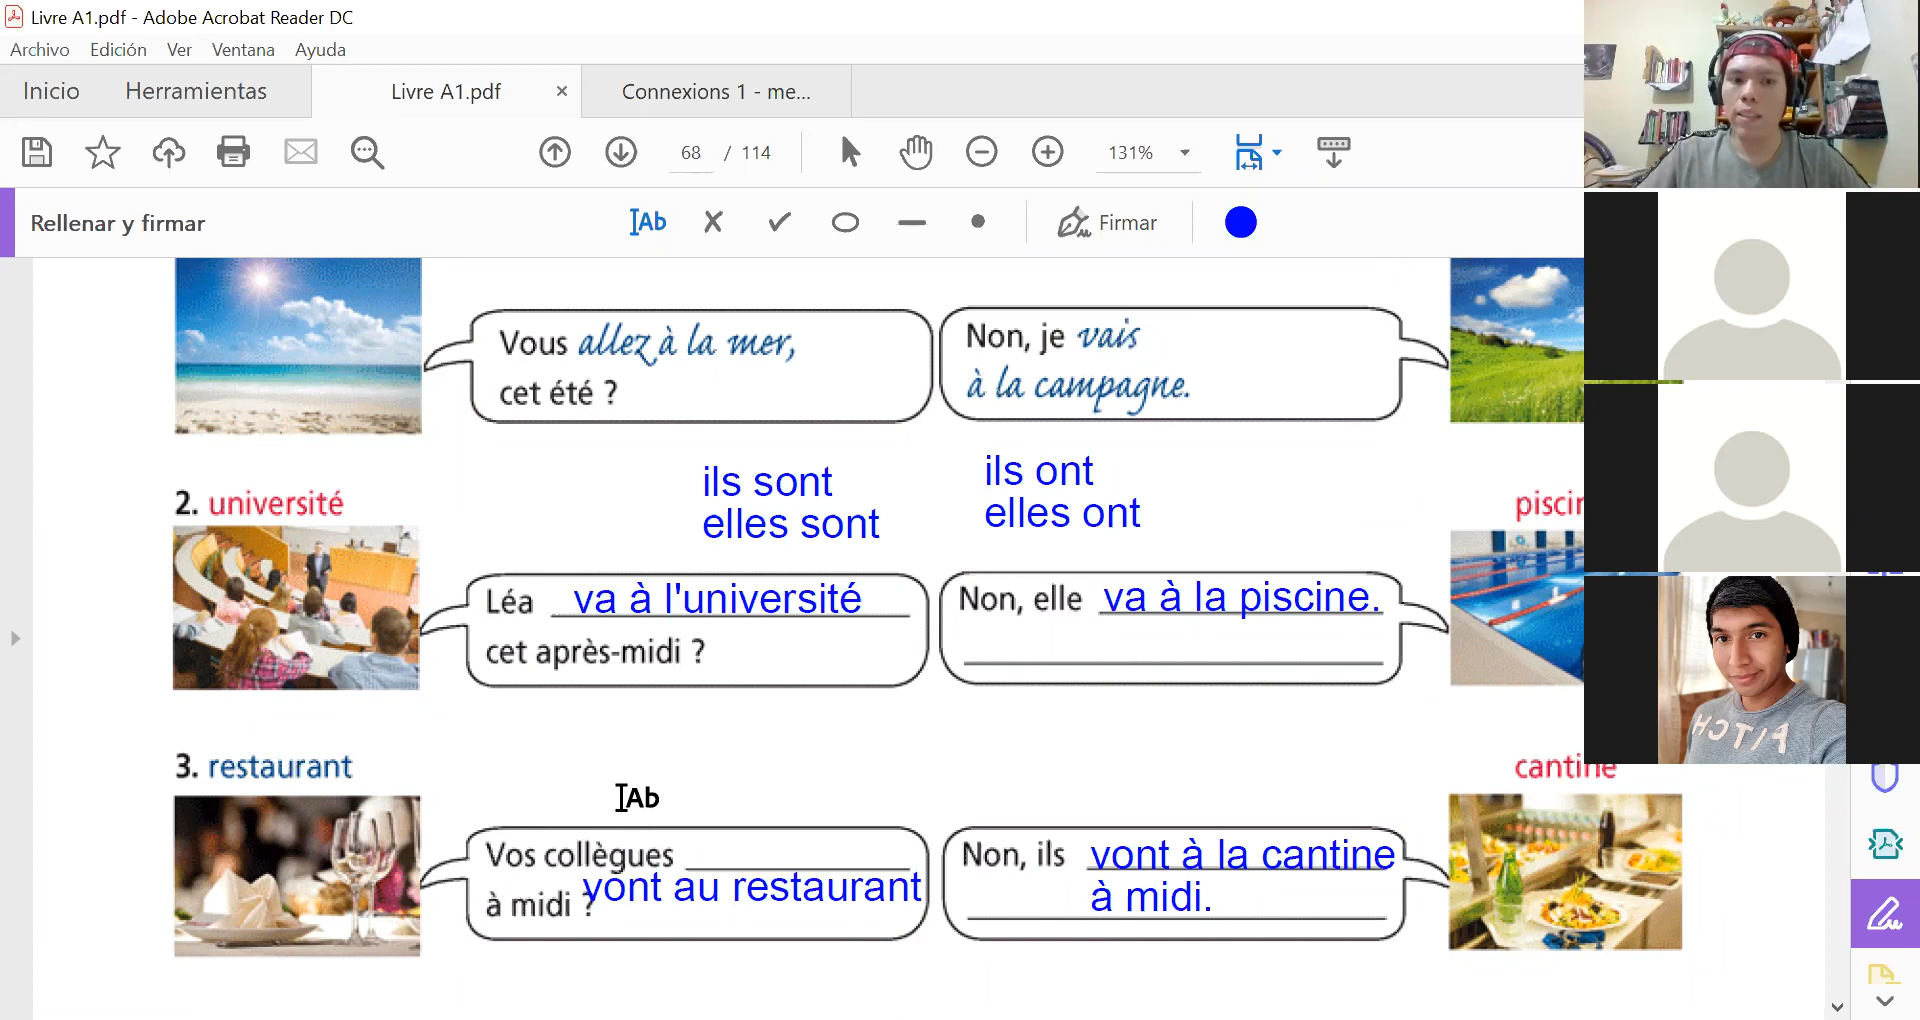 Livre A1.pdf - Adobe Acrobat Reader DC
Archivo Edición Ver Ventana Ayuda
Inicio Herramientas Livre A1.pdf × Connexions 1 - me...
68 / 114 131%
Rellenar y firmar Ab Firmar
Vous allez à la mer,
cet été ?
Non, je vais
à la campagne.
ils sont
elles sont
ils ont
elles ont
2. université
Léa va à l'université
cet après-midi ?
Non, elle va à la piscine.
3. restaurant
cantine
Ab
Vos collègues
vont au restaurant
à midi ?
Non, ils vont à la cantine
à midi.